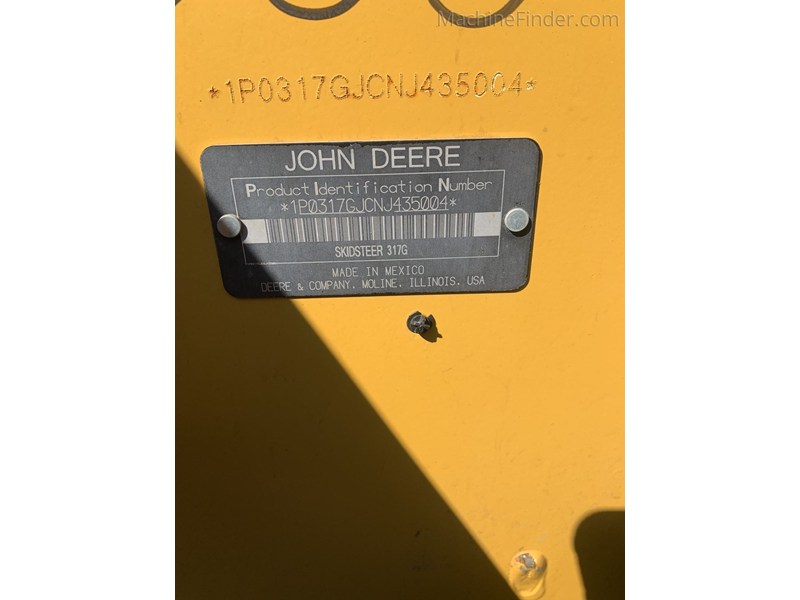 MachineFinder.com
*1P0317GJCNJ435004*
JOHN DEERE
Product Identification Number
*1P0317GJCNJ435004*
SKIDSTEER 317G
MADE IN MEXICO
DEERE & COMPANY, MOLINE, ILLINOIS, USA